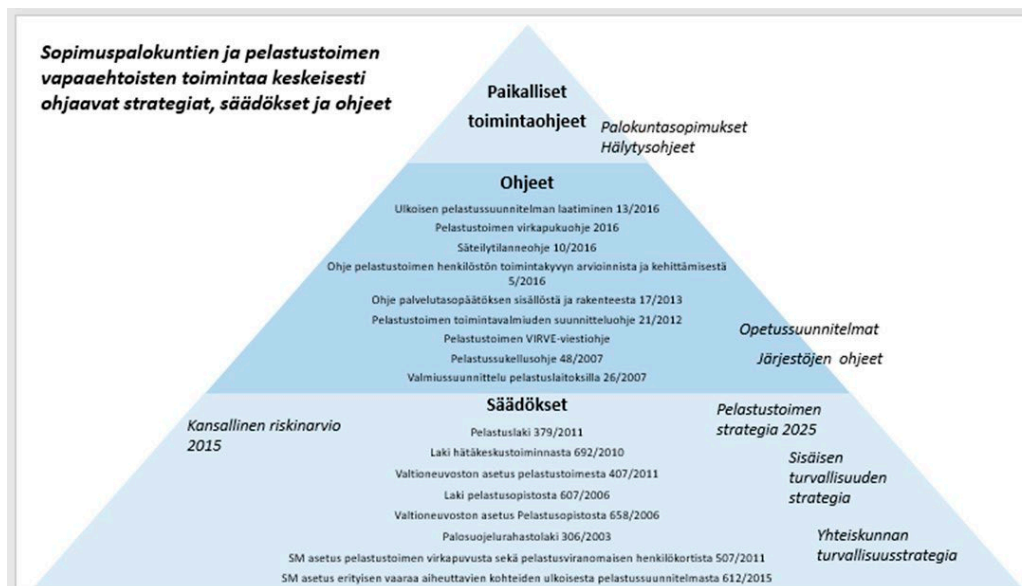 Sopimuspalokuntien ja pelastustoimen
vapaaehtoisten toimintaa keskeisesti
ohjaavat strategiat, säädökset ja ohjeet
Paikalliset
toimintaohjeet
Palokuntasopimukset
Hälytysohjeet
Ohjeet
Ulkoisen pelastussuunnitelman laatiminen 13/2016
Pelastustoimen virkapukuohje 2016
Säteilytilanneohje 10/2016
Ohje pelastustoimen henkilöstön toimintakyvyn arvioinnista ja kehittämisestä
5/2016
Ohje palvelutasopäätöksen sisällöstä ja rakenteesta 17/2013
Pelastustoimen toimintavalmiuden suunnitteluohje 21/2012
Pelastustoimen VIRVE-viestiohje
Pelastussukellusohje 48/2007
Valmiussuunnittelu pelastuslaitoksilla 26/2007
Opetussuunnitelmat
Järjestöjen ohjeet
Säädökset
Kansallinen riskinarvio
2015
Pelastuslaki 379/2011
Laki hätäkeskustoiminnasta 692/2010
Valtioneuvoston asetus pelastustoimesta 407/2011
Laki pelastusopistosta 607/2006
Valtioneuvoston asetus Pelastusopistosta 658/2006
Palosuojelurahastolaki 306/2003
SM asetus pelastustoimen virkapuvusta sekä pelastusviranomaisen henkilökortista 507/2011
SM asetus erityisen vaaraa aiheuttavien kohteiden ulkoisesta pelastussuunnitelmasta 612/2015
Pelastustoimen
strategia 2025
Sisäisen
turvallisuuden
strategia
Yhteiskunnan
turvallisuusstrategia